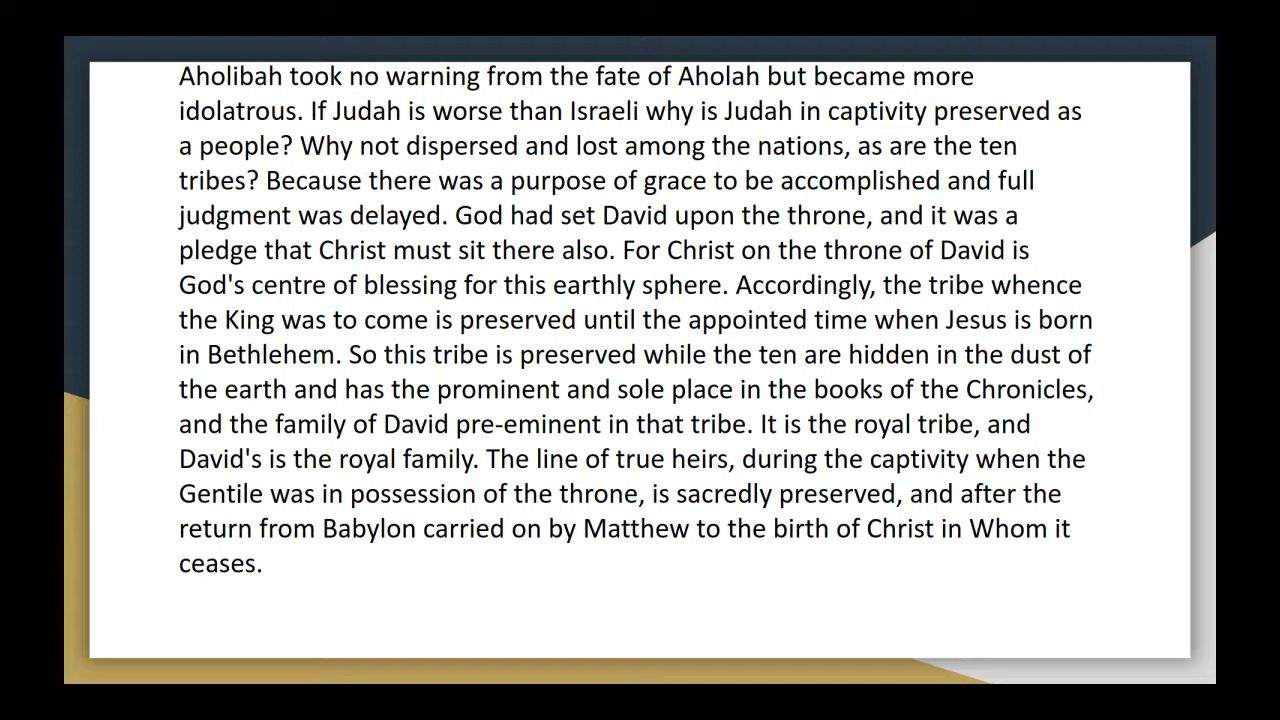 Aholibah took no warning from the fate of Aholah but became more
idolatrous. If Judah is worse than Israeli why is Judah in captivity preserved as
a people? Why not dispersed and lost among the nations, as are the ten
tribes? Because there was a purpose of grace to be accomplished and full
judgment was delayed. God had set David upon the throne, and it was a
pledge that Christ must sit there also. For Christ on the throne of David is
God's centre of blessing for this earthly sphere. Accordingly, the tribe whence
the King was to come is preserved until the appointed time when Jesus is born
in Bethlehem. So this tribe is preserved while the ten are hidden in the dust of
the earth and has the prominent and sole place in the books of the Chronicles,
and the family of David pre-eminent in that tribe. It is the royal tribe, and
David's is the royal family. The line of true heirs, during the captivity when the
Gentile was in possession of the throne, is sacredly preserved, and after the
return from Babylon carried on by Matthew to the birth of Christ in Whom it
ceases.